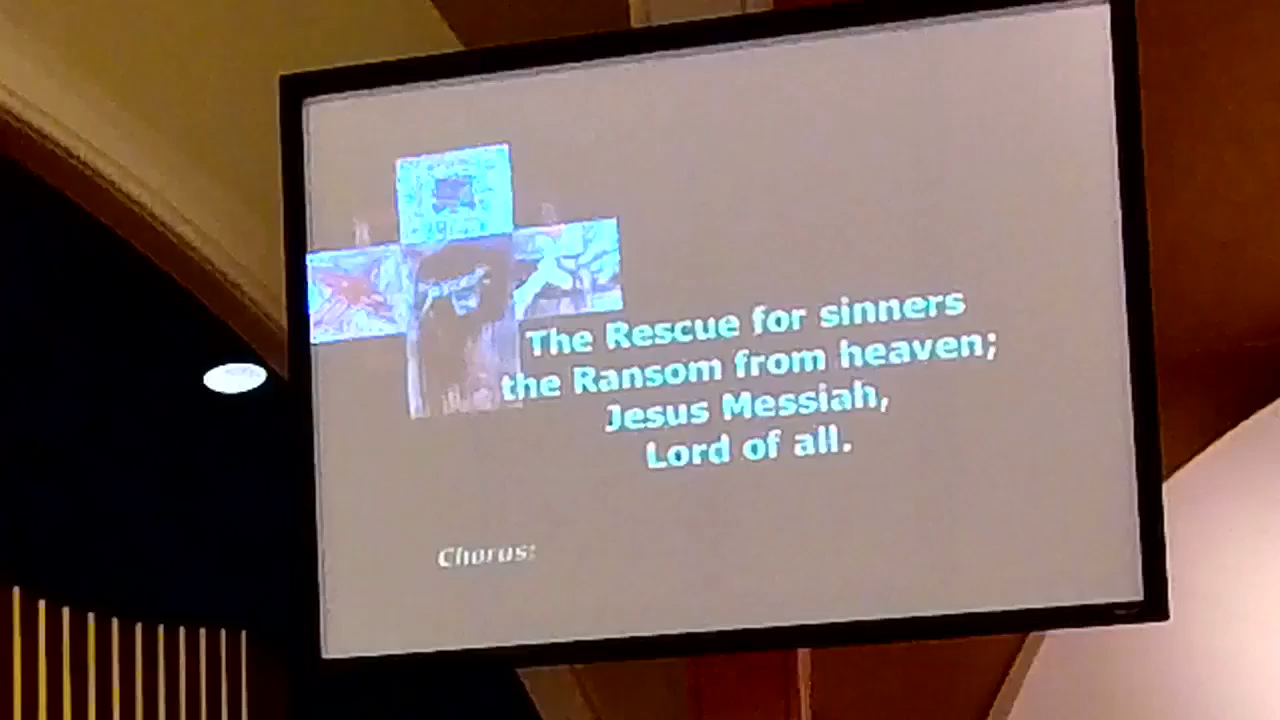 The Rescue for sinners
the Ransom from heaven;
Jesus Messiah,
Lord of all.
Chorus: